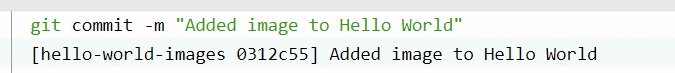 git commit -m "Added image to Hello World"
[hello-world-images 0312c55] Added image to Hello World